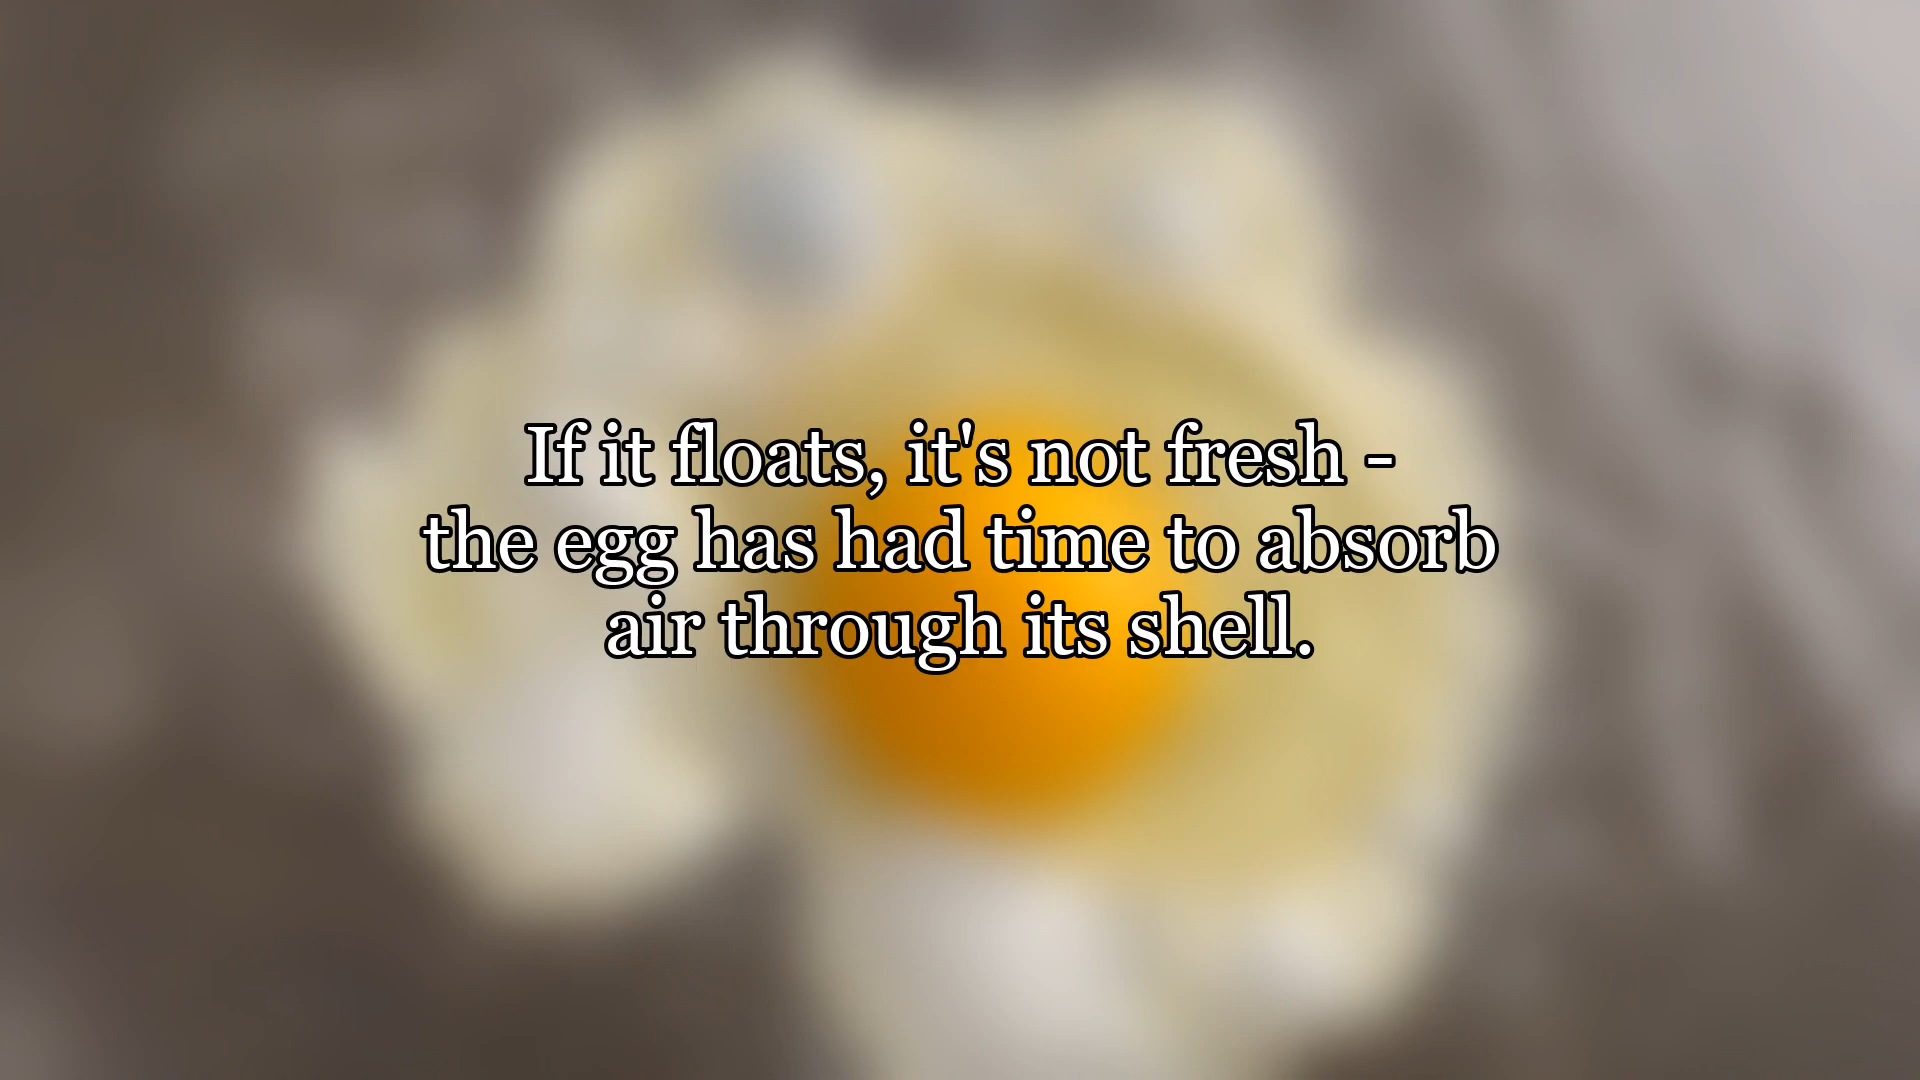 If it floats, it's not fresh -
the egg has had time to absorb
air through its shell.